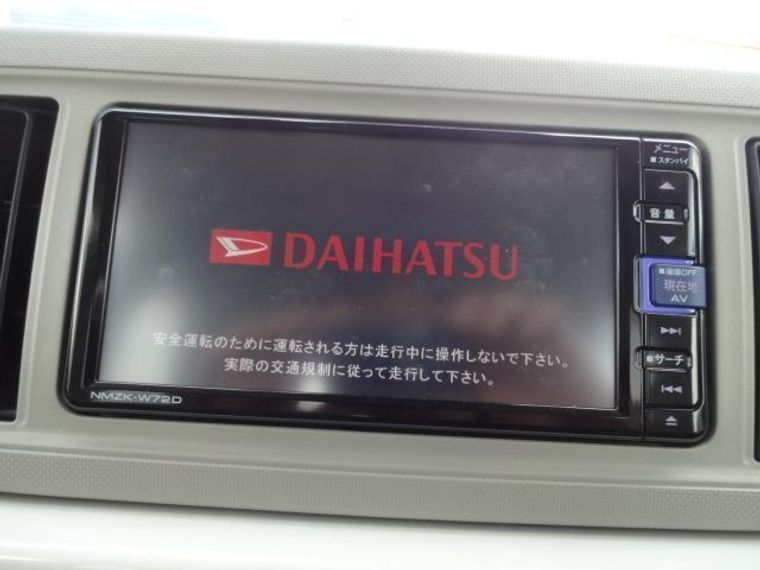 メニュー
■スタンバイ
音量
DAIHATSU
■画面OFF
現在地
AV
安全運転のために運転される方は走行中に操作しないで下さい。
実際の交通規制に従って走行して下さい。
■サーチ
NMZK-W72D